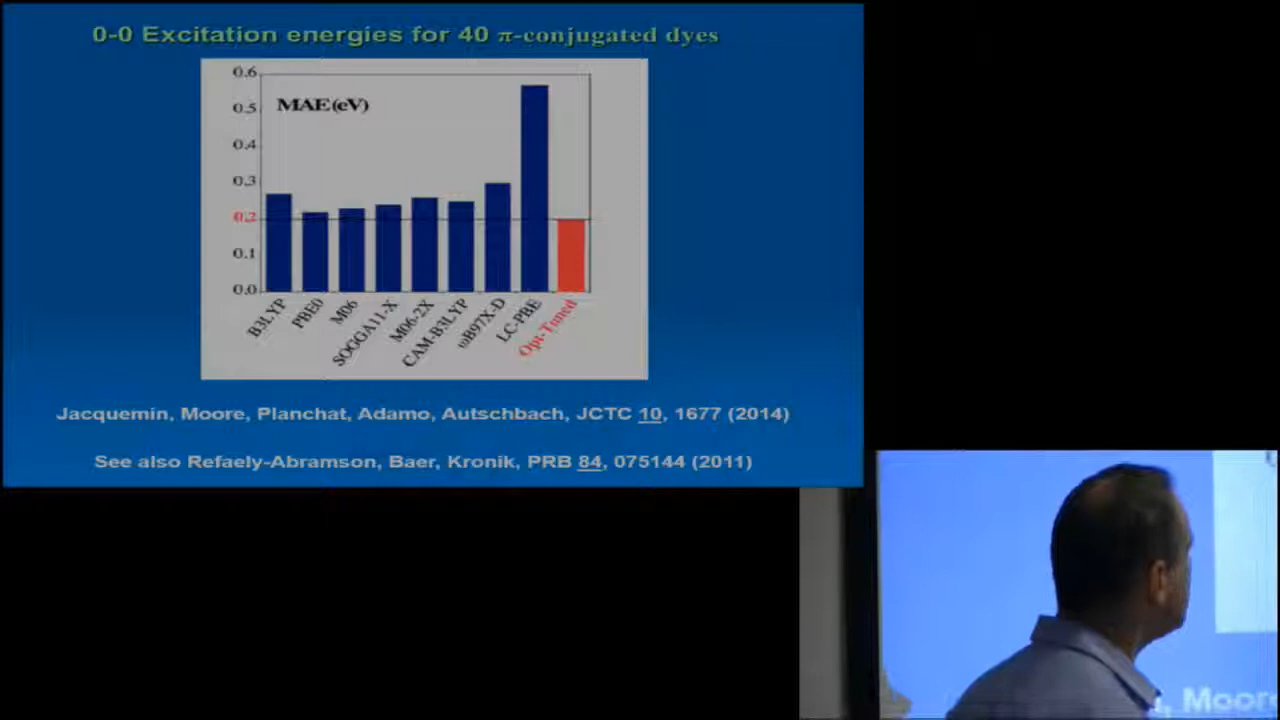 0-0 Excitation energies for 40 π-conjugated dyes
MAE (eV)
0.6
0.5
0.4
0.3
0.2
0.1
0.0
B3LYP
PBE0
M06
SOGGA11-X
M06-2X
CAM-B3LYP
ωB97X-D
LC-PBE
Opt-Tuned
Jacquemin, Moore, Planchat, Adamo, Autschbach, JCTC 10, 1677 (2014)
See also Refaely-Abramson, Baer, Kronik, PRB 84, 075144 (2011)
, Moor